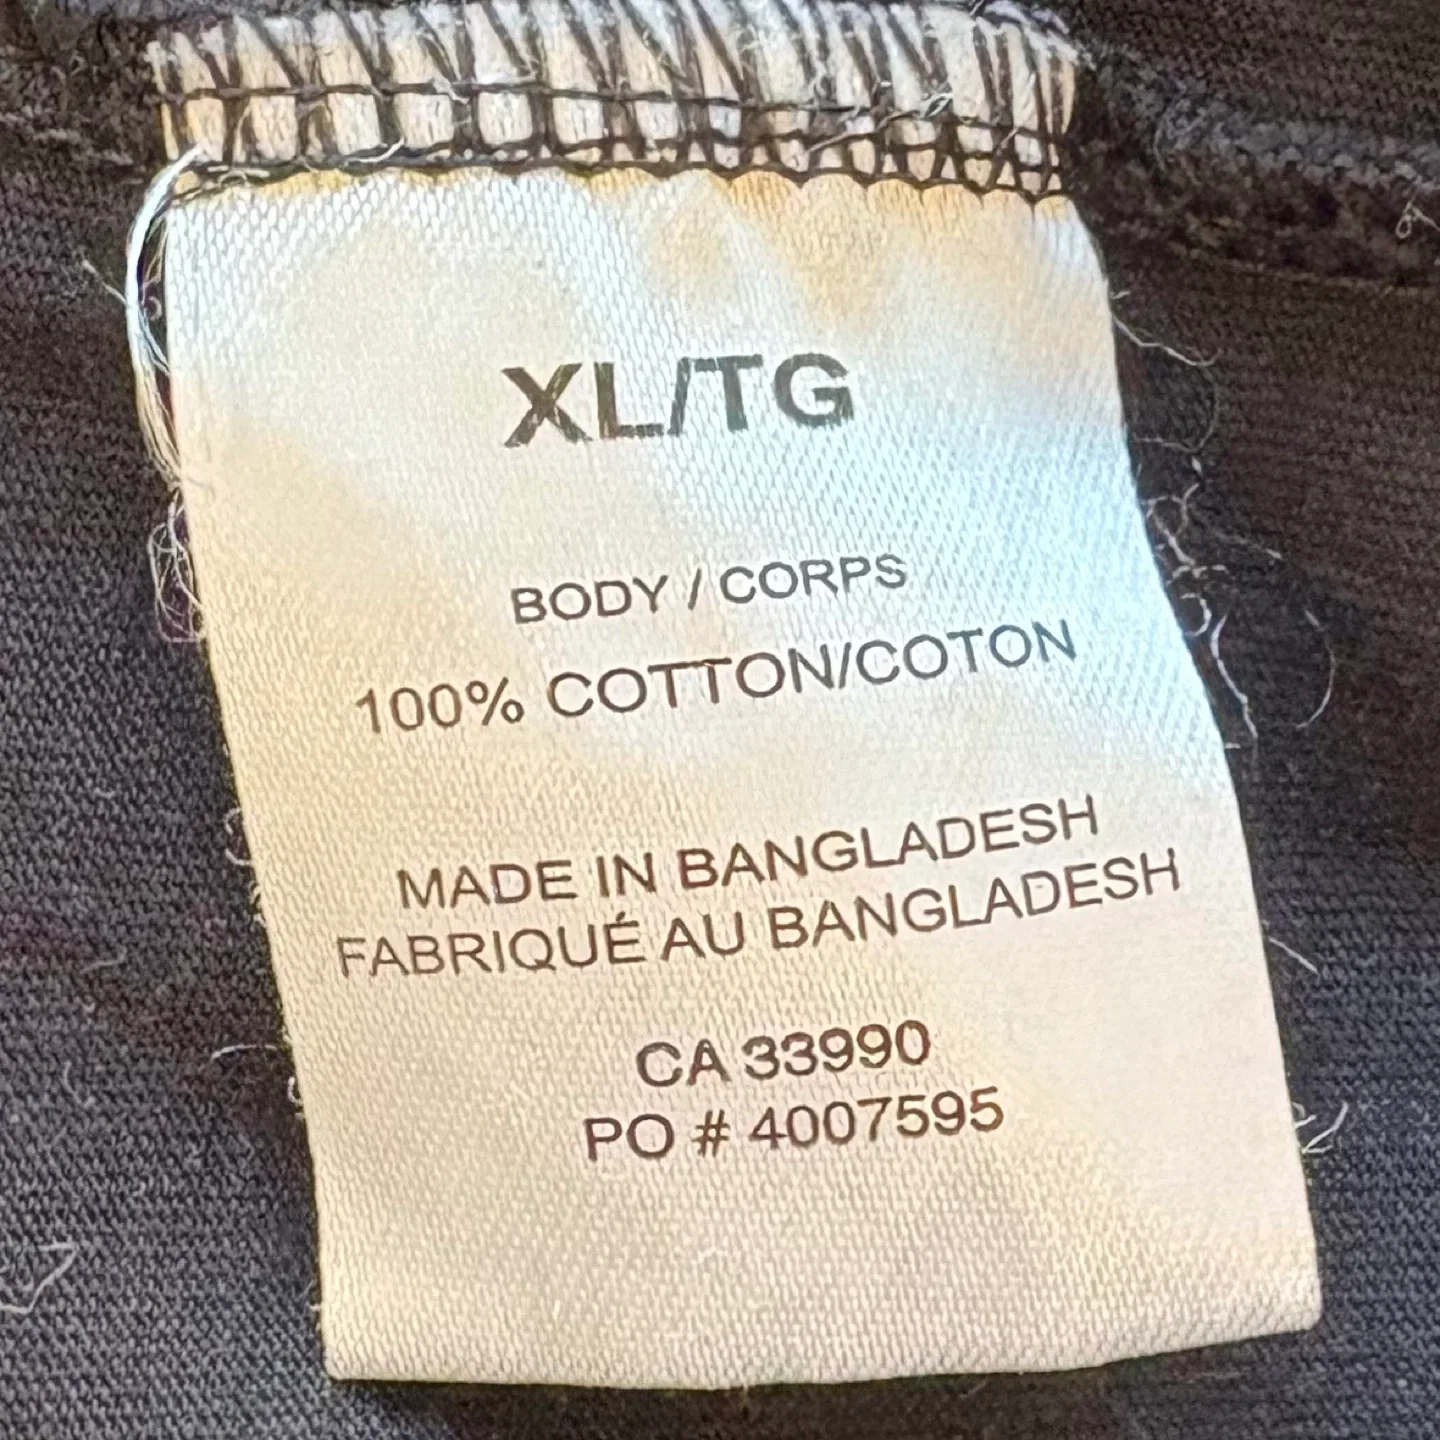 XL/TG
BODY / CORPS
100% COTTON/COTON
MADE IN BANGLADESH
FABRIQUÉ AU BANGLADESH
CA 33990
PO # 4007595